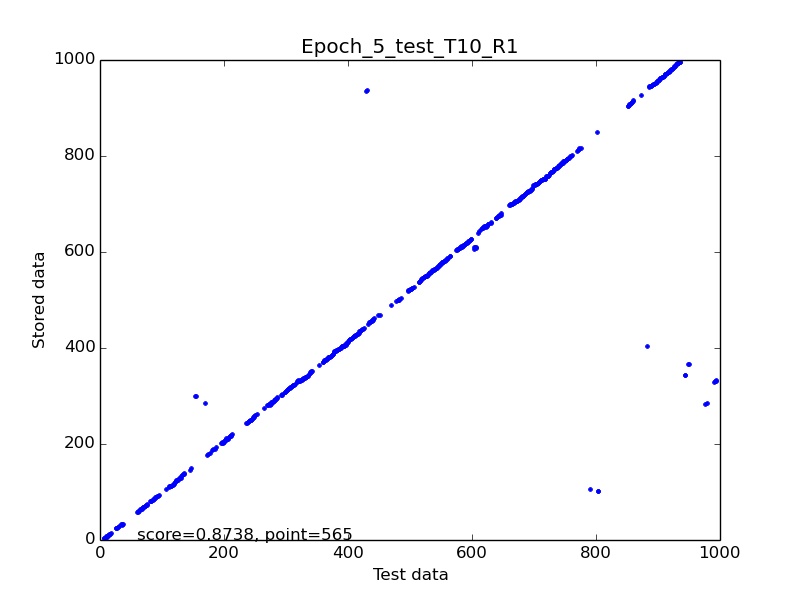 Epoch_5_test_T10_R1
1000
800
600
400
200
0
Stored data
score=0.8738, point=565
0 200 400 600 800 1000
Test data